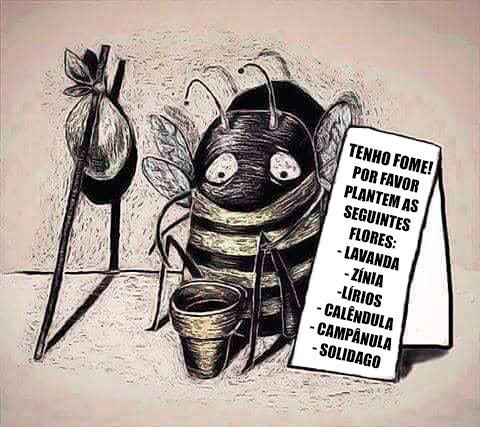 TENHO FOME!
POR FAVOR
PLANTEM AS
SEGUINTES
FLORES:
- LAVANDA
- ZÍNIA
-LÍRIOS
- CALÊNDULA
- CAMPÂNULA
- SOLIDAGO